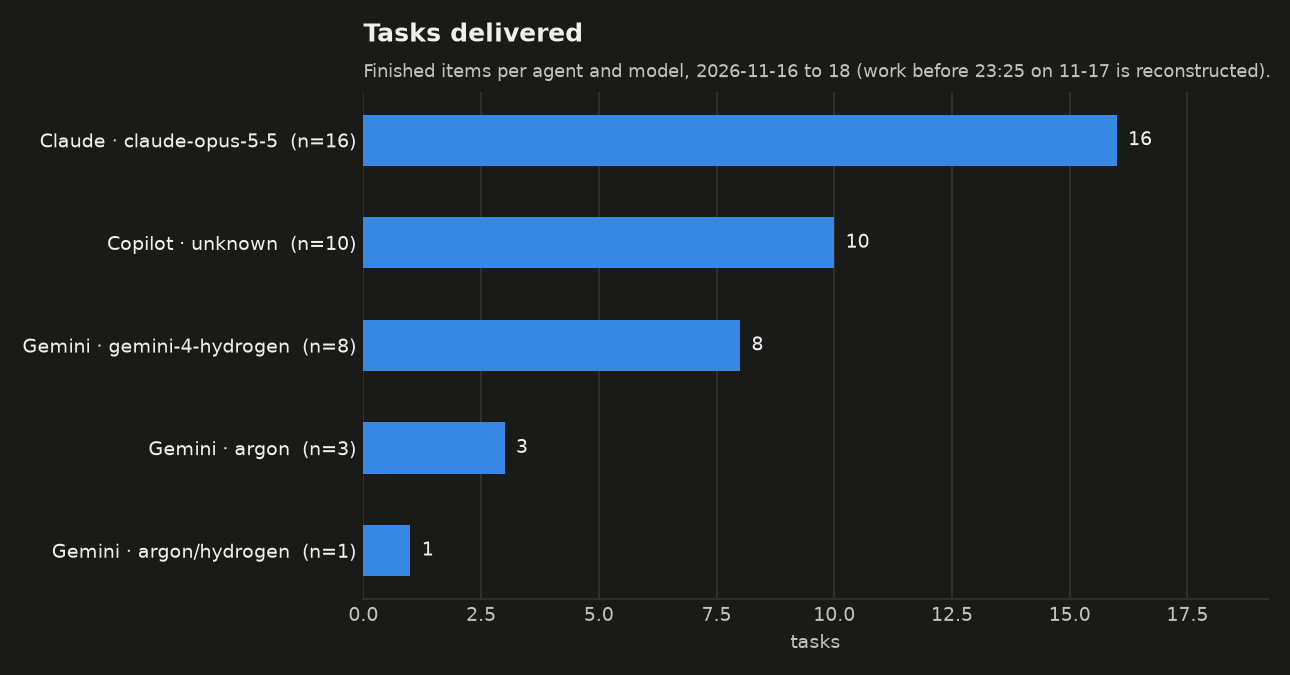 Tasks delivered
Finished items per agent and model, 2026-11-16 to 18 (work before 23:25 on 11-17 is reconstructed).
Claude · claude-opus-5-5  (n=16)
16
Copilot · unknown  (n=10)
10
Gemini · gemini-4-hydrogen  (n=8)
8
Gemini · argon  (n=3)
3
Gemini · argon/hydrogen  (n=1)
1
0.0 2.5 5.0 7.5 10.0 12.5 15.0 17.5
tasks